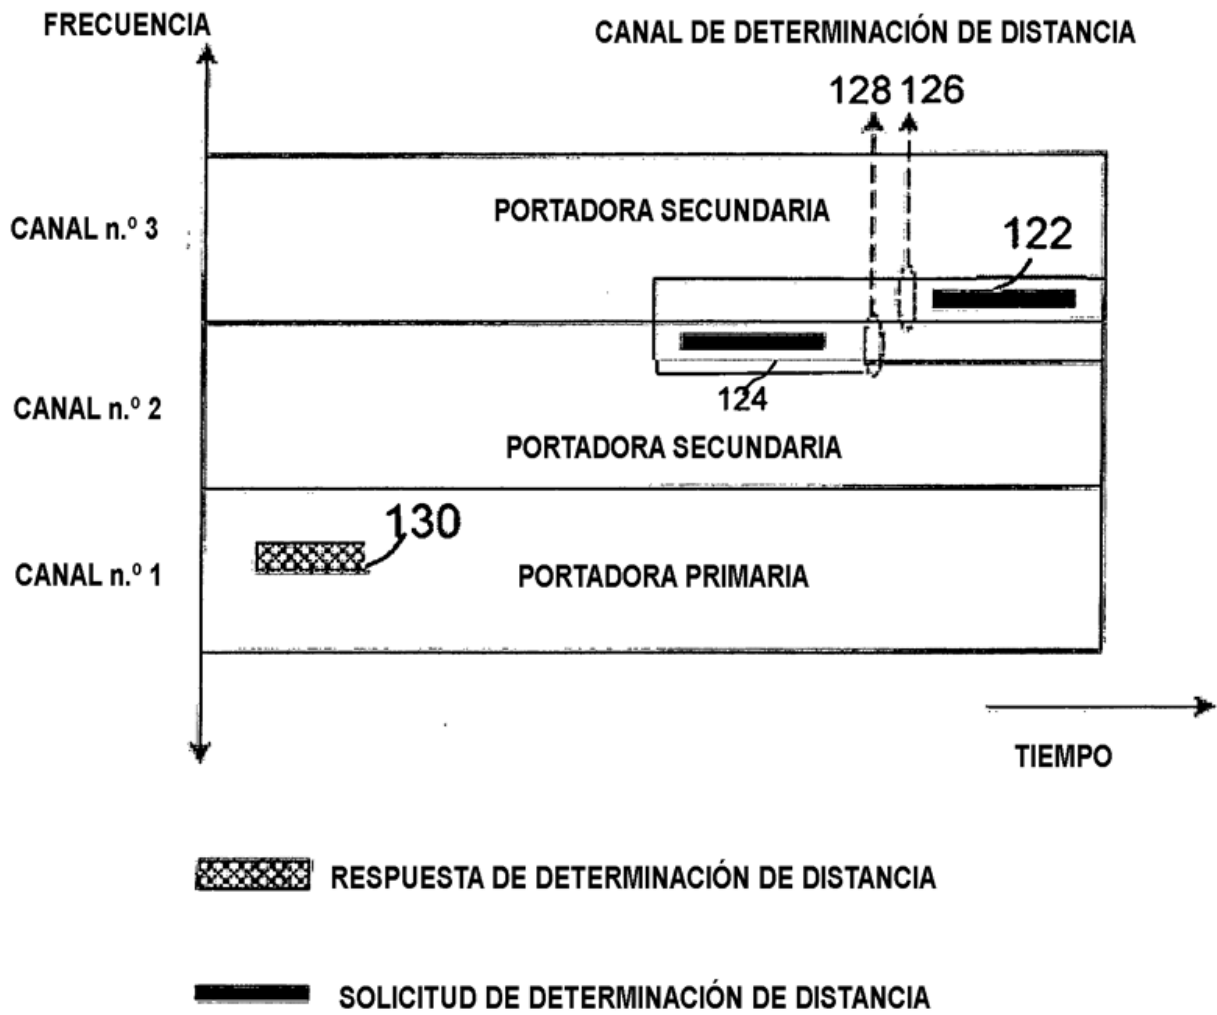 FRECUENCIA
CANAL DE DETERMINACIÓN DE DISTANCIA
128 126
PORTADORA SECUNDARIA
CANAL n.º 3
122
124
CANAL n.º 2
PORTADORA SECUNDARIA
130
CANAL n.º 1
PORTADORA PRIMARIA
TIEMPO
RESPUESTA DE DETERMINACIÓN DE DISTANCIA
SOLICITUD DE DETERMINACIÓN DE DISTANCIA